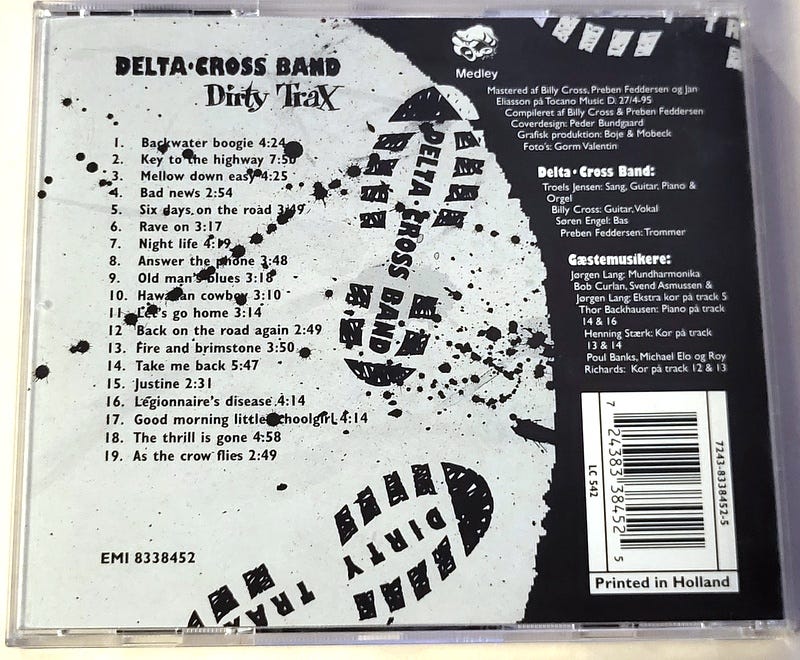 DELTA·CROSS BAND
Dirty TraX
1. Backwater boogie 4:24
2. Key to the highway 7:50
3. Mellow down easy 4:25
4. Bad news 2:54
5. Six days on the road 3:49
6. Rave on 3:17
7. Night life 4:19
8. Answer the phone 3:48
9. Old man's blues 3:18
10. Hawaiian cowboy 3:10
11. Let's go home 3:14
12 Back on the road again 2:49
13. Fire and brimstone 3:50
14. Take me back 5:47
15. Justine 2:31
16. Legionnaire's disease 4:14
17. Good morning little schoolgirl 4:14
18. The thrill is gone 4:58
19. As the crow flies 2:49
EMI 8338452
DELTA·CROSS BAND
DIRTY
TRAX
TR
Medley
Mastered af Billy Cross, Preben Feddersen og Jan
Eliasson på Tocano Music D. 27/4-95
Compileret af Billy Cross & Preben Feddersen
Coverdesign: Peder Bundgaard
Grafisk produktion: Boje & Mobeck
Foto's: Gorm Valentin
Delta·Cross Band:
Troels Jensen: Sang, Guitar, Piano &
Orgel
Billy Cross: Guitar, Vokal
Søren Engel: Bas
Preben Feddersen: Trommer
Gæstemusikere:
Jørgen Lang: Mundharmonika
Bob Curlan, Svend Asmussen &
Jørgen Lang: Ekstra kor på track 5
Thor Backhausen: Piano på track
14 & 16
Henning Stærk: Kor på track
13 & 14
Poul Banks, Michael Elo og Roy
Richards: Kor på track 12 & 13
7 24383 38452 5
7243-8338452-5
LC 542
Printed in Holland